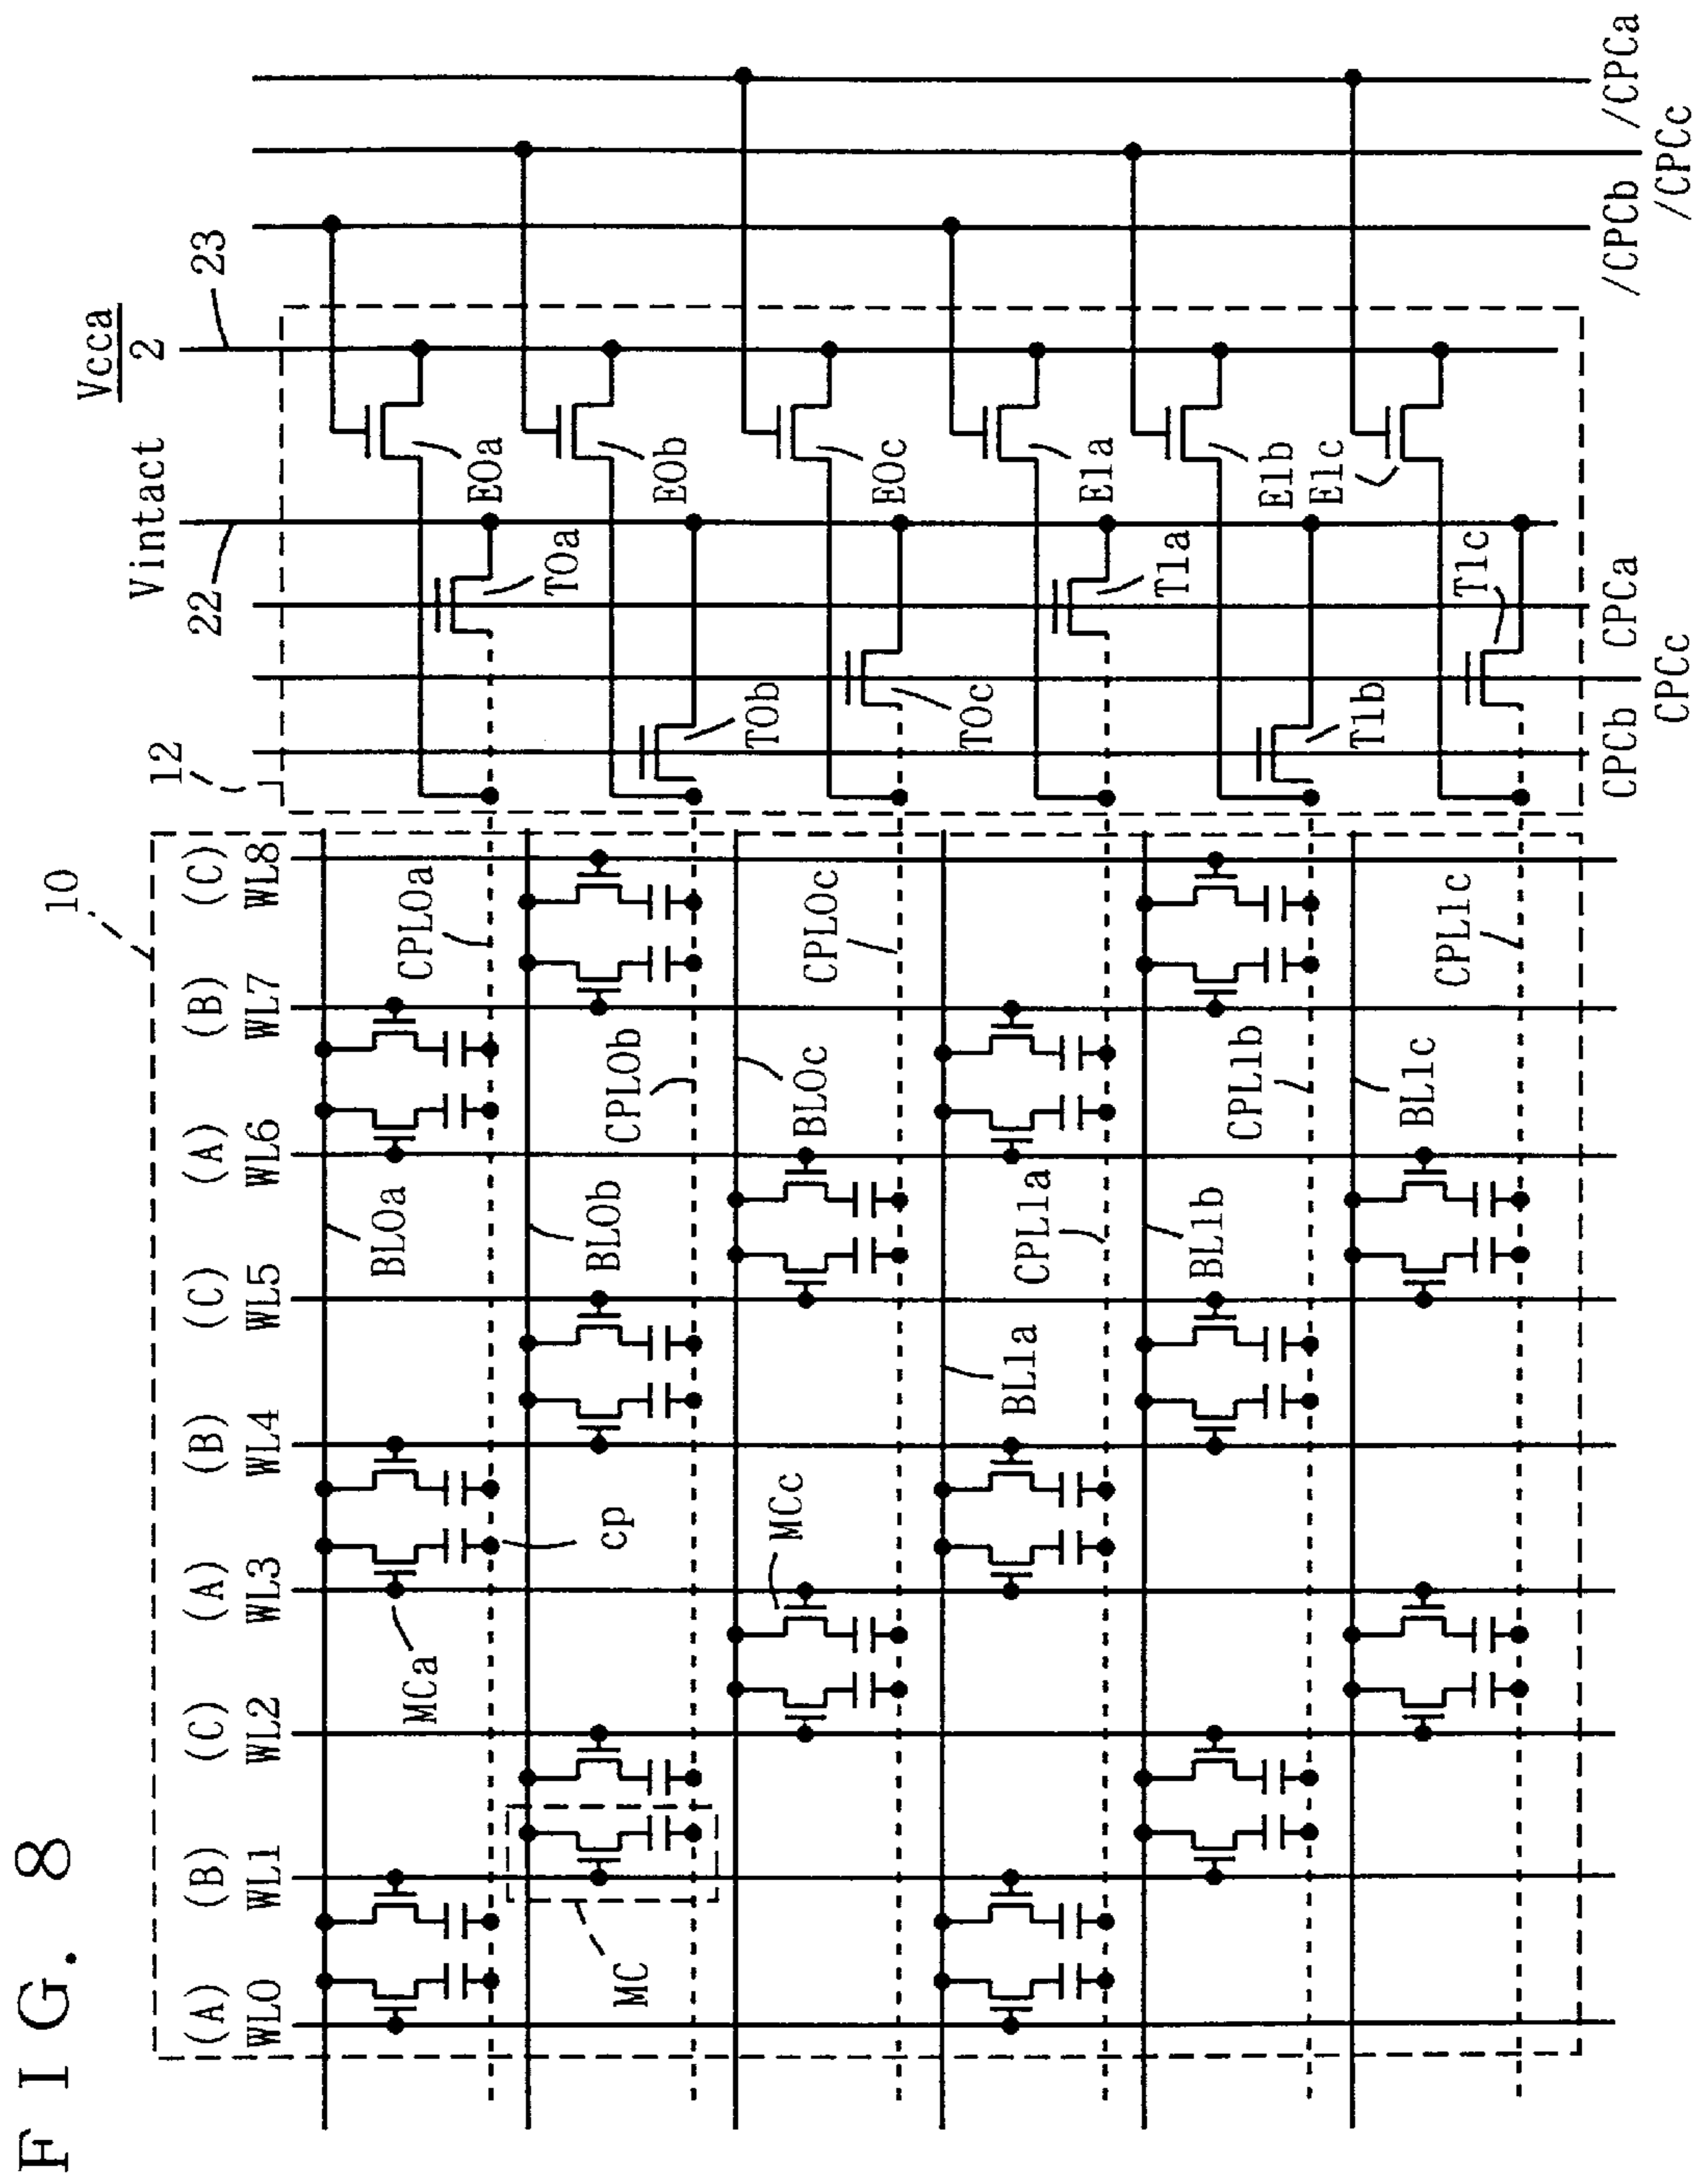 FIG. 8
10
12
(A) (B) (C) (A) (B) (C) (A) (B) (C)
WL0 WL1 WL2 WL3 WL4 WL5 WL6 WL7 WL8
22
Vintact
Vcca
2
23
MCa
BL0a
CPL0a
T0a
E0a
MC
cp
BL0b
CPL0b
T0b
E0b
MCc
BL0c
CPL0c
T0c
E0c
BL1a
CPL1a
T1a
E1a
BL1b
CPL1b
T1b
E1b
E1c
BL1c
CPL1c
T1c
CPCb CPCa
CPCc
/CPCb /CPCa
/CPCc